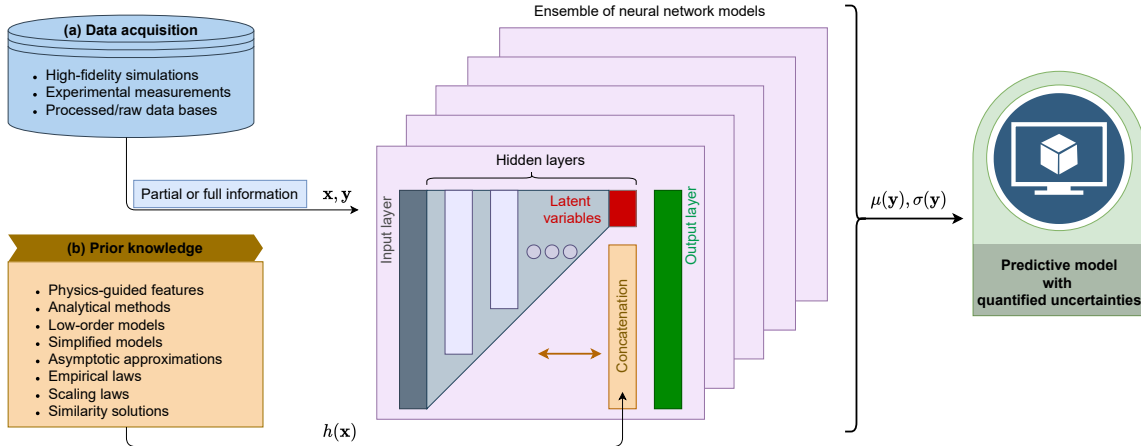 Ensemble of neural network models
(a) Data acquisition
• High-fidelity simulations
• Experimental measurements
• Processed/raw data bases
Partial or full information
x, y
(b) Prior knowledge
• Physics-guided features
• Analytical methods
• Low-order models
• Simplified models
• Asymptotic approximations
• Empirical laws
• Scaling laws
• Similarity solutions
h(x)
Hidden layers
Input layer
Latent
variables
Concatenation
Output layer
μ(y), σ(y)
Predictive model
with
quantified uncertainties